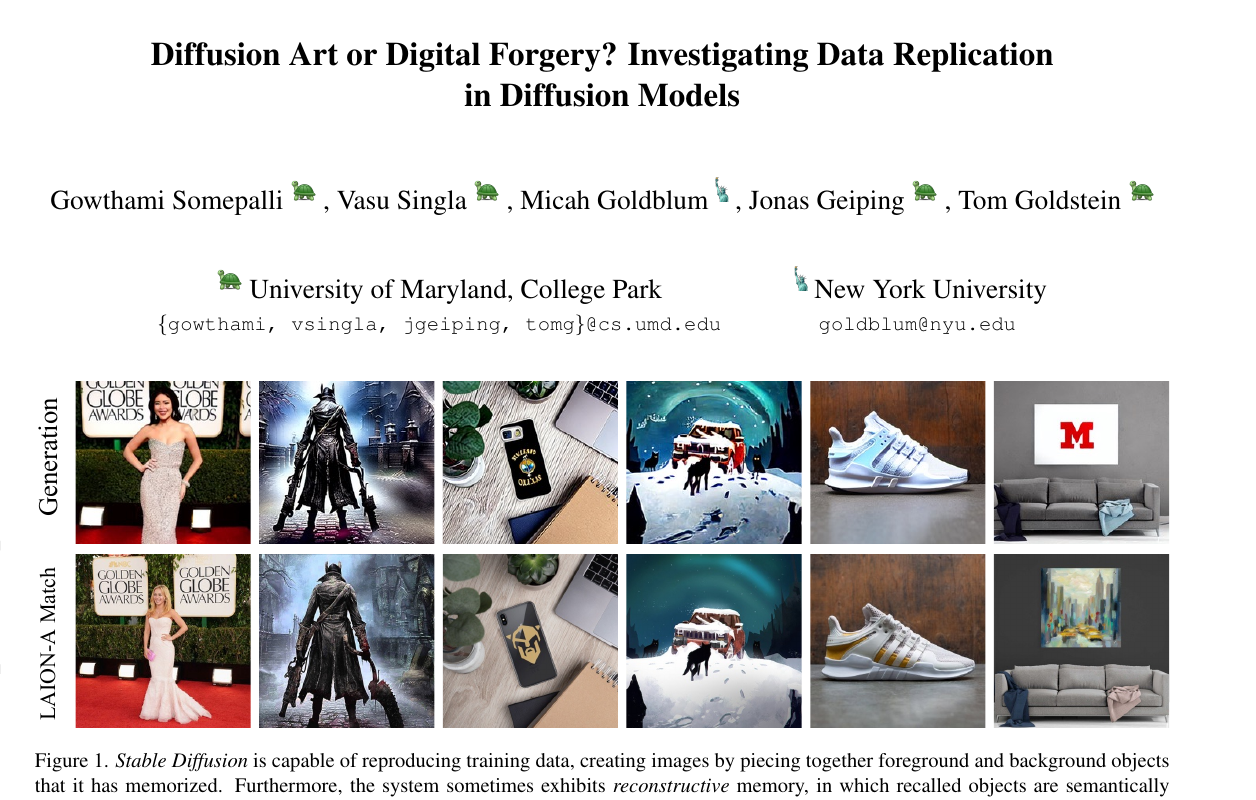 Diffusion Art or Digital Forgery? Investigating Data Replication
in Diffusion Models
Gowthami Somepalli , Vasu Singla , Micah Goldblum , Jonas Geiping , Tom Goldstein
University of Maryland, College Park
New York University
{gowthami, vsingla, jgeiping, tomg}@cs.umd.edu
goldblum@nyu.edu
Generation
GOLDEN GLOBE AWARDS
GOLDEN GLOBE AWARDS
M
LAION-A Match
GOLDEN GLOBE AWARDS
GOLDEN GLOBE AWARDS
Figure 1. Stable Diffusion is capable of reproducing training data, creating images by piecing together foreground and background objects
that it has memorized. Furthermore, the system sometimes exhibits reconstructive memory, in which recalled objects are semantically